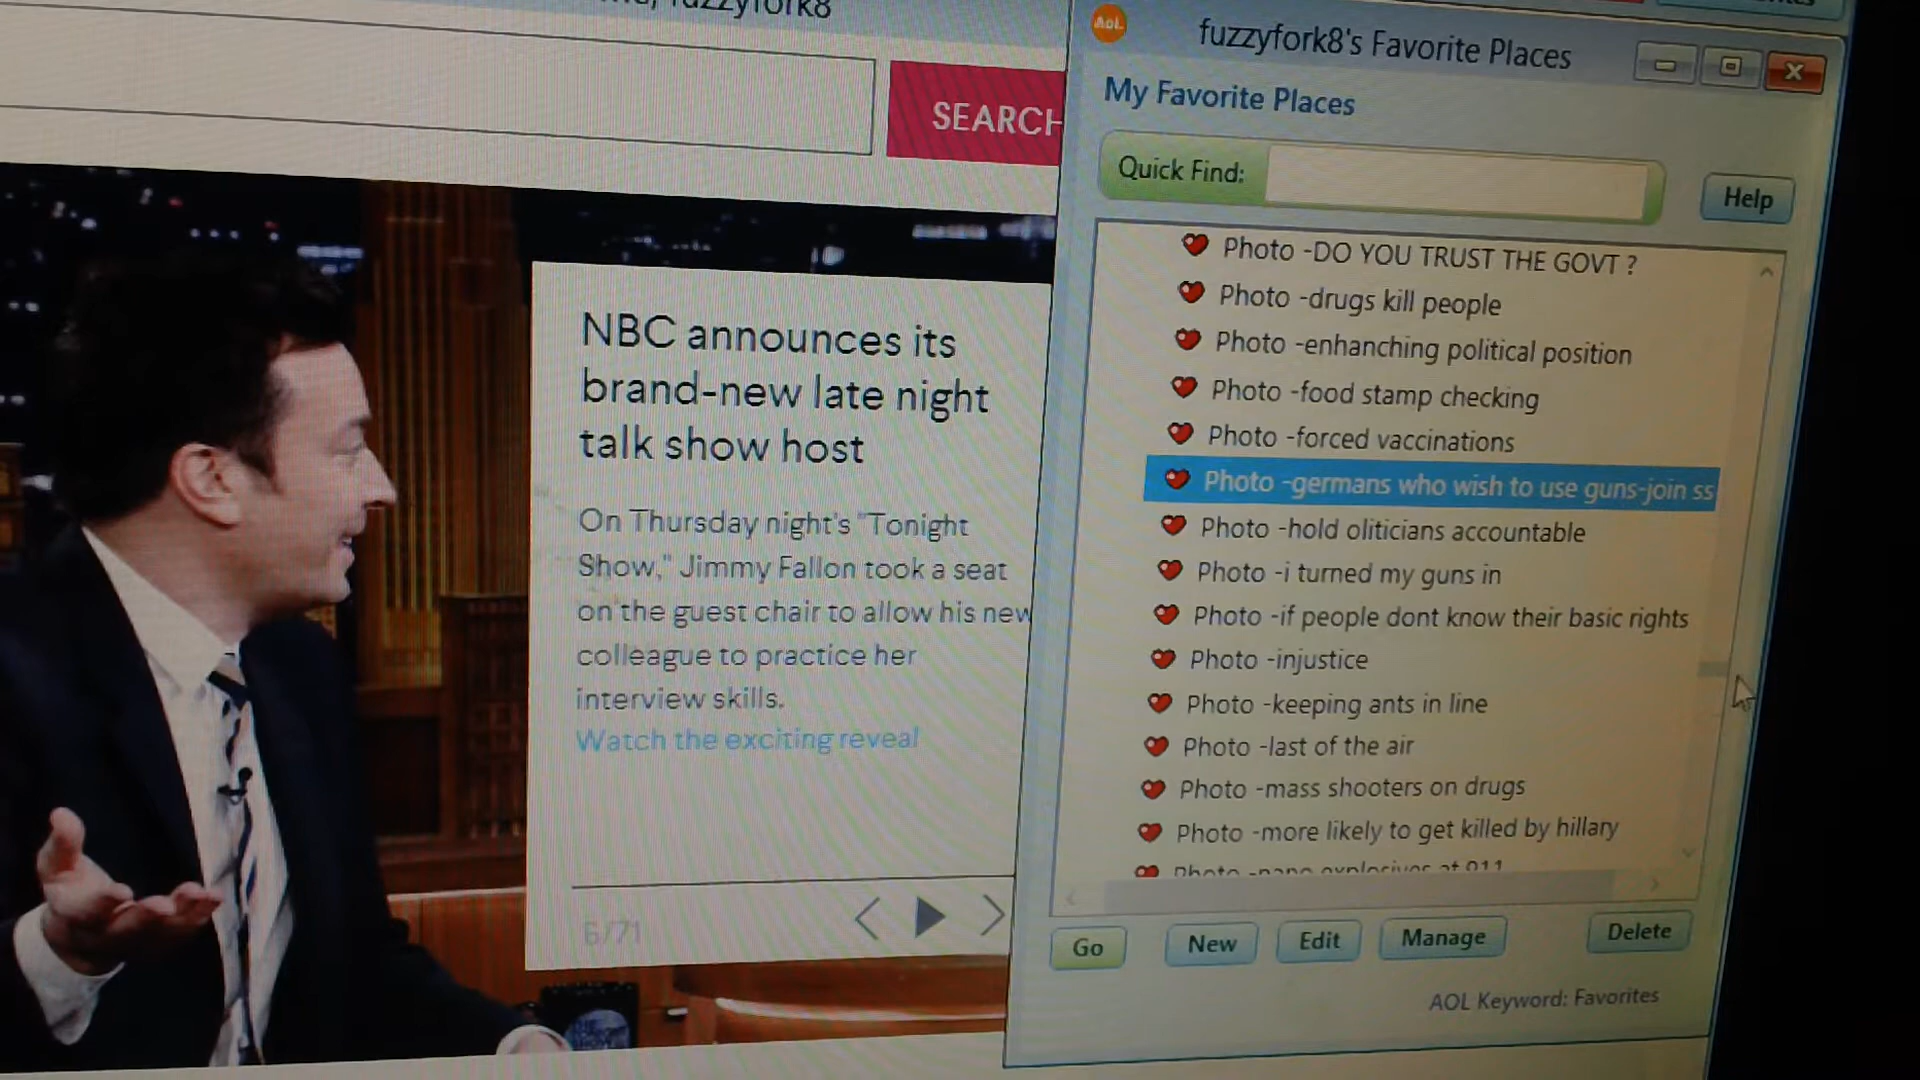 fuzzyfork8
SEARCH
NBC announces its
brand-new late night
talk show host
On Thursday night's "Tonight
Show," Jimmy Fallon took a seat
on the guest chair to allow his new
colleague to practice her
interview skills.
Watch the exciting reveal
6/71
Aol.
fuzzyfork8's Favorite Places
My Favorite Places
Quick Find:
Help
Photo -DO YOU TRUST THE GOVT ?
Photo -drugs kill people
Photo -enhanching political position
Photo -food stamp checking
Photo -forced vaccinations
Photo -germans who wish to use guns-join ss
Photo -hold oliticians accountable
Photo -i turned my guns in
Photo -if people dont know their basic rights
Photo -injustice
Photo -keeping ants in line
Photo -last of the air
Photo -mass shooters on drugs
Photo -more likely to get killed by hillary
Photo -nano explosives at 911
Go
New
Edit
Manage
Delete
AOL Keyword: Favorites